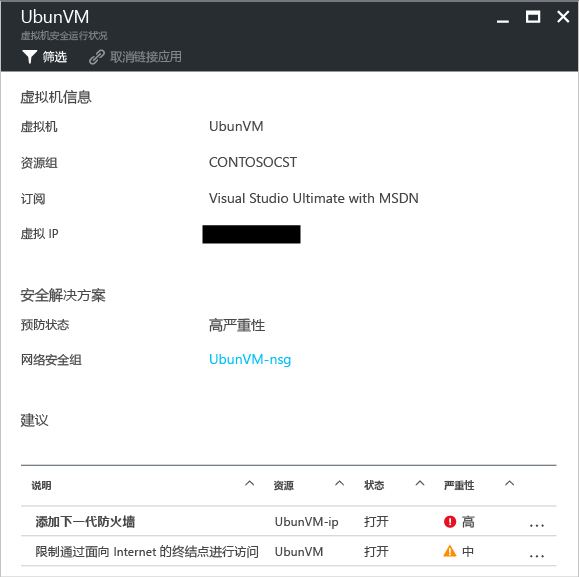 UbunVM
虚拟机安全运行状况
筛选 取消链接应用
虚拟机信息
虚拟机 UbunVM
资源组 CONTOSOCST
订阅 Visual Studio Ultimate with MSDN
虚拟 IP
安全解决方案
预防状态 高严重性
网络安全组 UbunVM-nsg
建议
说明 资源 状态 严重性
添加下一代防火墙 UbunVM-ip 打开 高 ...
限制通过面向 Internet 的终结点进行访问 UbunVM 打开 中 ...